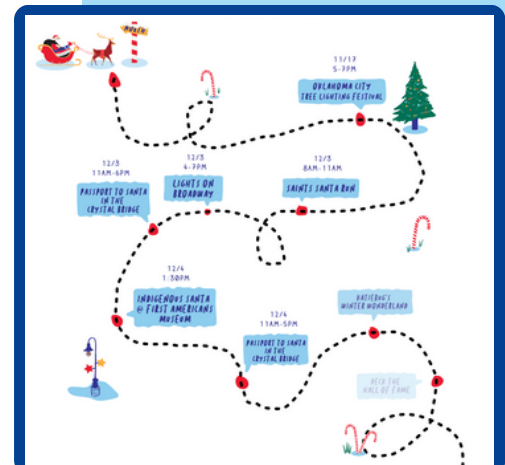 NORTH
11/17
5-7PM
OKLAHOMA CITY
TREE LIGHTING FESTIVAL
12/3
8AM-11AM
SAINTS SANTA RUN
12/3
4-7PM
LIGHTS ON
BROADWAY
12/3
11AM-6PM
PASSPORT TO SANTA
IN THE
CRYSTAL BRIDGE
12/4
1-30PM
INDIGENOUS SANTA
@ FIRST AMERICANS
MUSEUM
12/4
11AM-5PM
PASSPORT TO SANTA
IN THE
CRYSTAL BRIDGE
KATIEBUG'S
WINTER WONDERLAND
DECK THE
HALL OF FAME